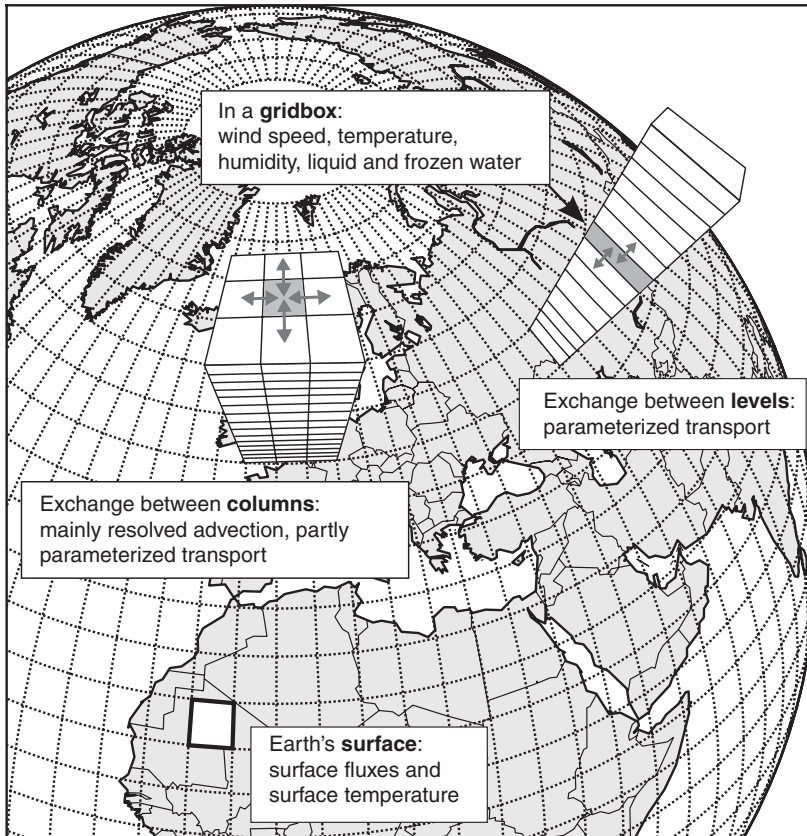 In a gridbox:
wind speed, temperature,
humidity, liquid and frozen water
Exchange between levels:
parameterized transport
Exchange between columns:
mainly resolved advection, partly
parameterized transport
Earth's surface:
surface fluxes and
surface temperature